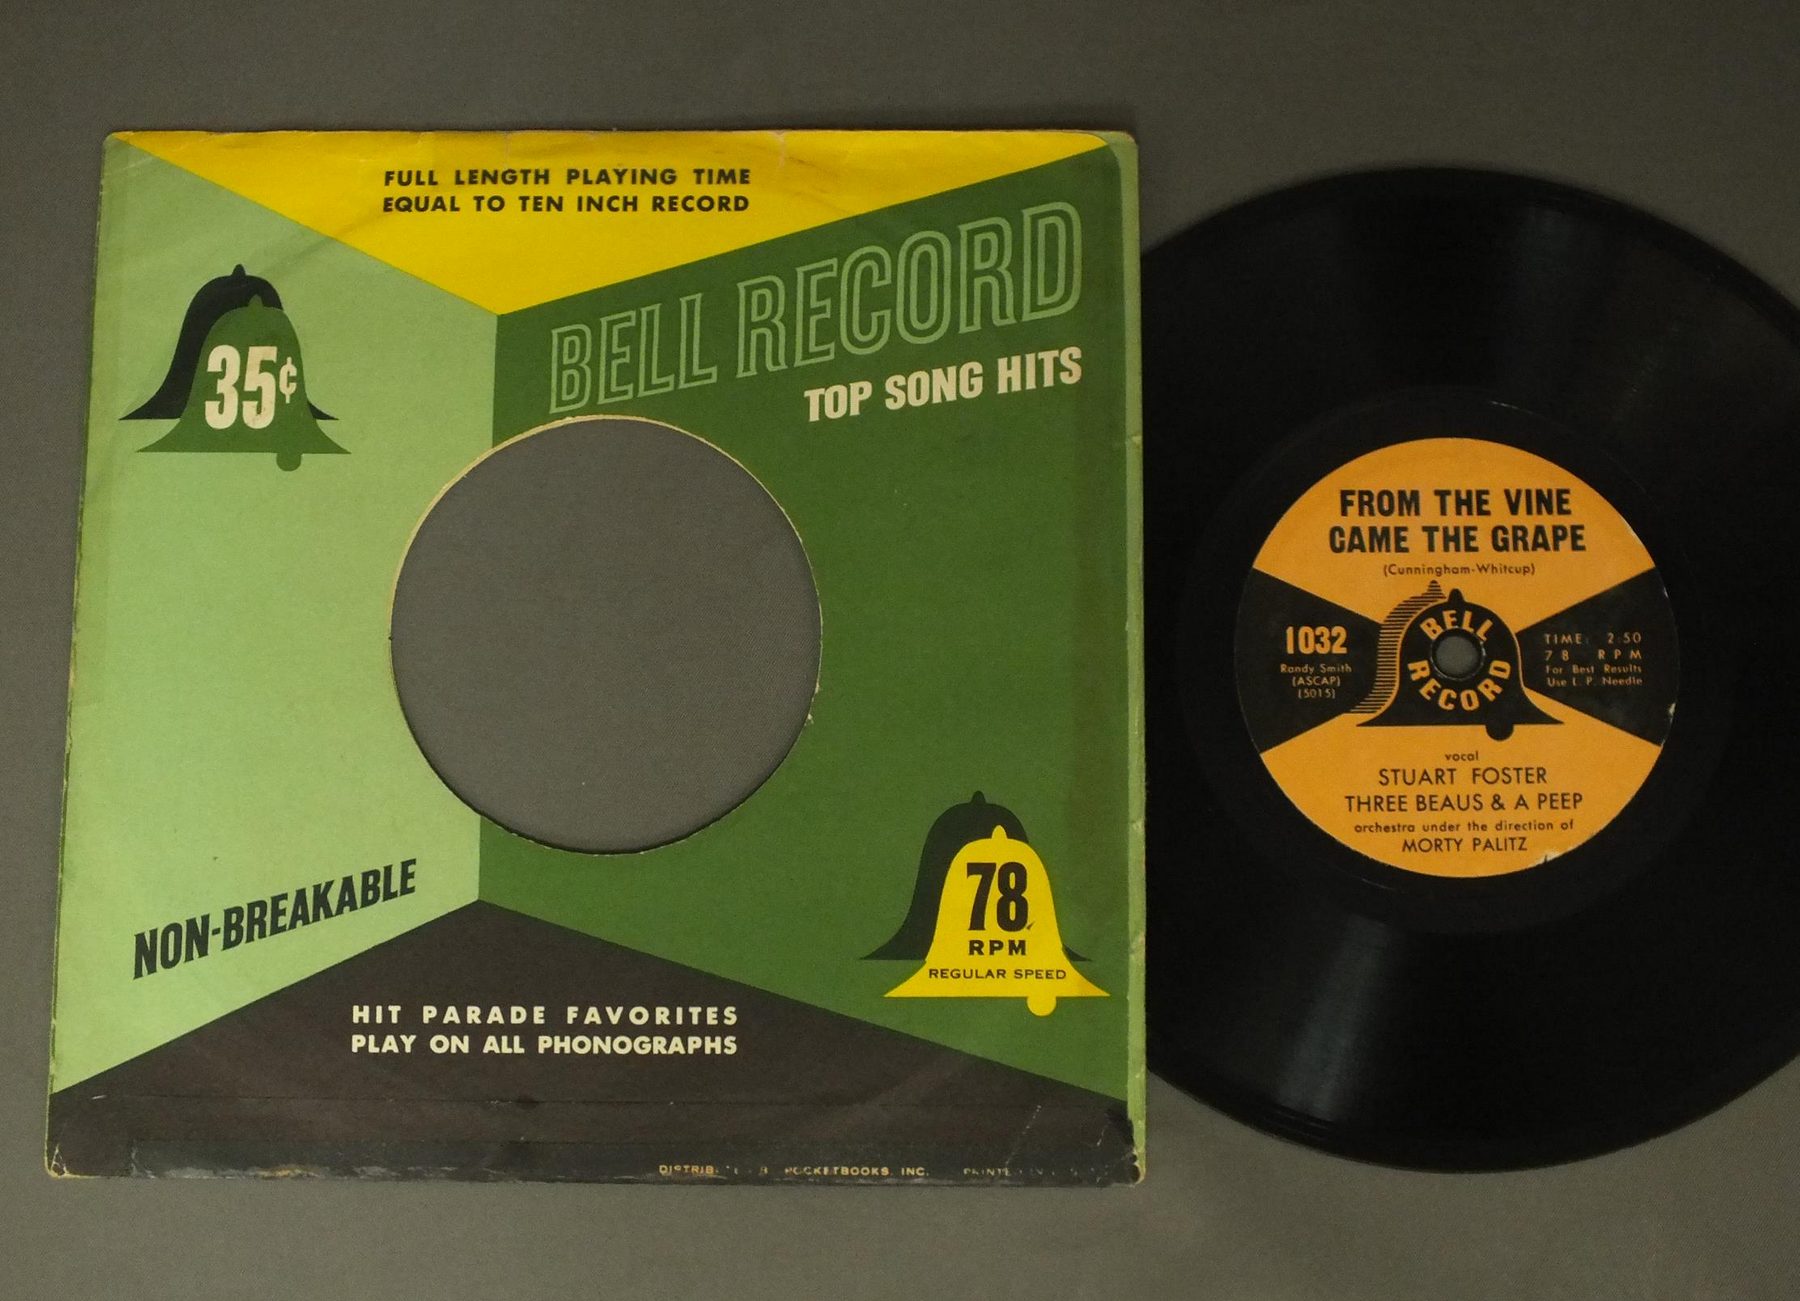 FULL LENGTH PLAYING TIME
EQUAL TO TEN INCH RECORD
BELL RECORD
TOP SONG HITS
35¢
NON-BREAKABLE
78
RPM
REGULAR SPEED
HIT PARADE FAVORITES
PLAY ON ALL PHONOGRAPHS
POCKETBOOKS, INC.
FROM THE VINE
CAME THE GRAPE
(Cunningham-Whitcup)
BELL
RECORD
1032
Randy Smith
(ASCAP)
(5015)
TIME: 2:50
78 RPM
For Best Results
Use L.P. Needle
vocal
STUART FOSTER
THREE BEAUS & A PEEP
orchestra under the direction of
MORTY PALITZ